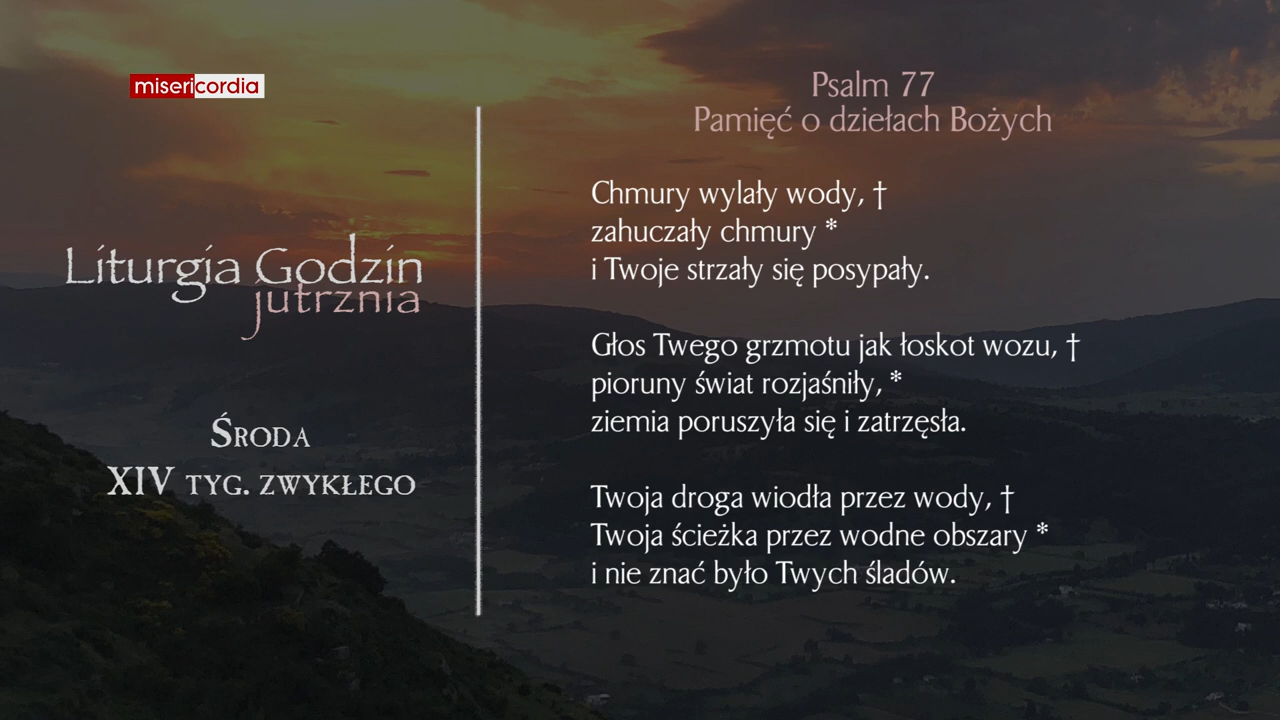 misericordia
Liturgia Godzin
jutrznia
Środa
XIV tyg. zwykłego
Psalm 77
Pamięć o dziełach Bożych
Chmury wylały wody, †
zahuczały chmury *
i Twoje strzały się posypały.
Głos Twego grzmotu jak łoskot wozu, †
pioruny świat rozjaśniły, *
ziemia poruszyła się i zatrzęsła.
Twoja droga wiodła przez wody, †
Twoja ścieżka przez wodne obszary *
i nie znać było Twych śladów.